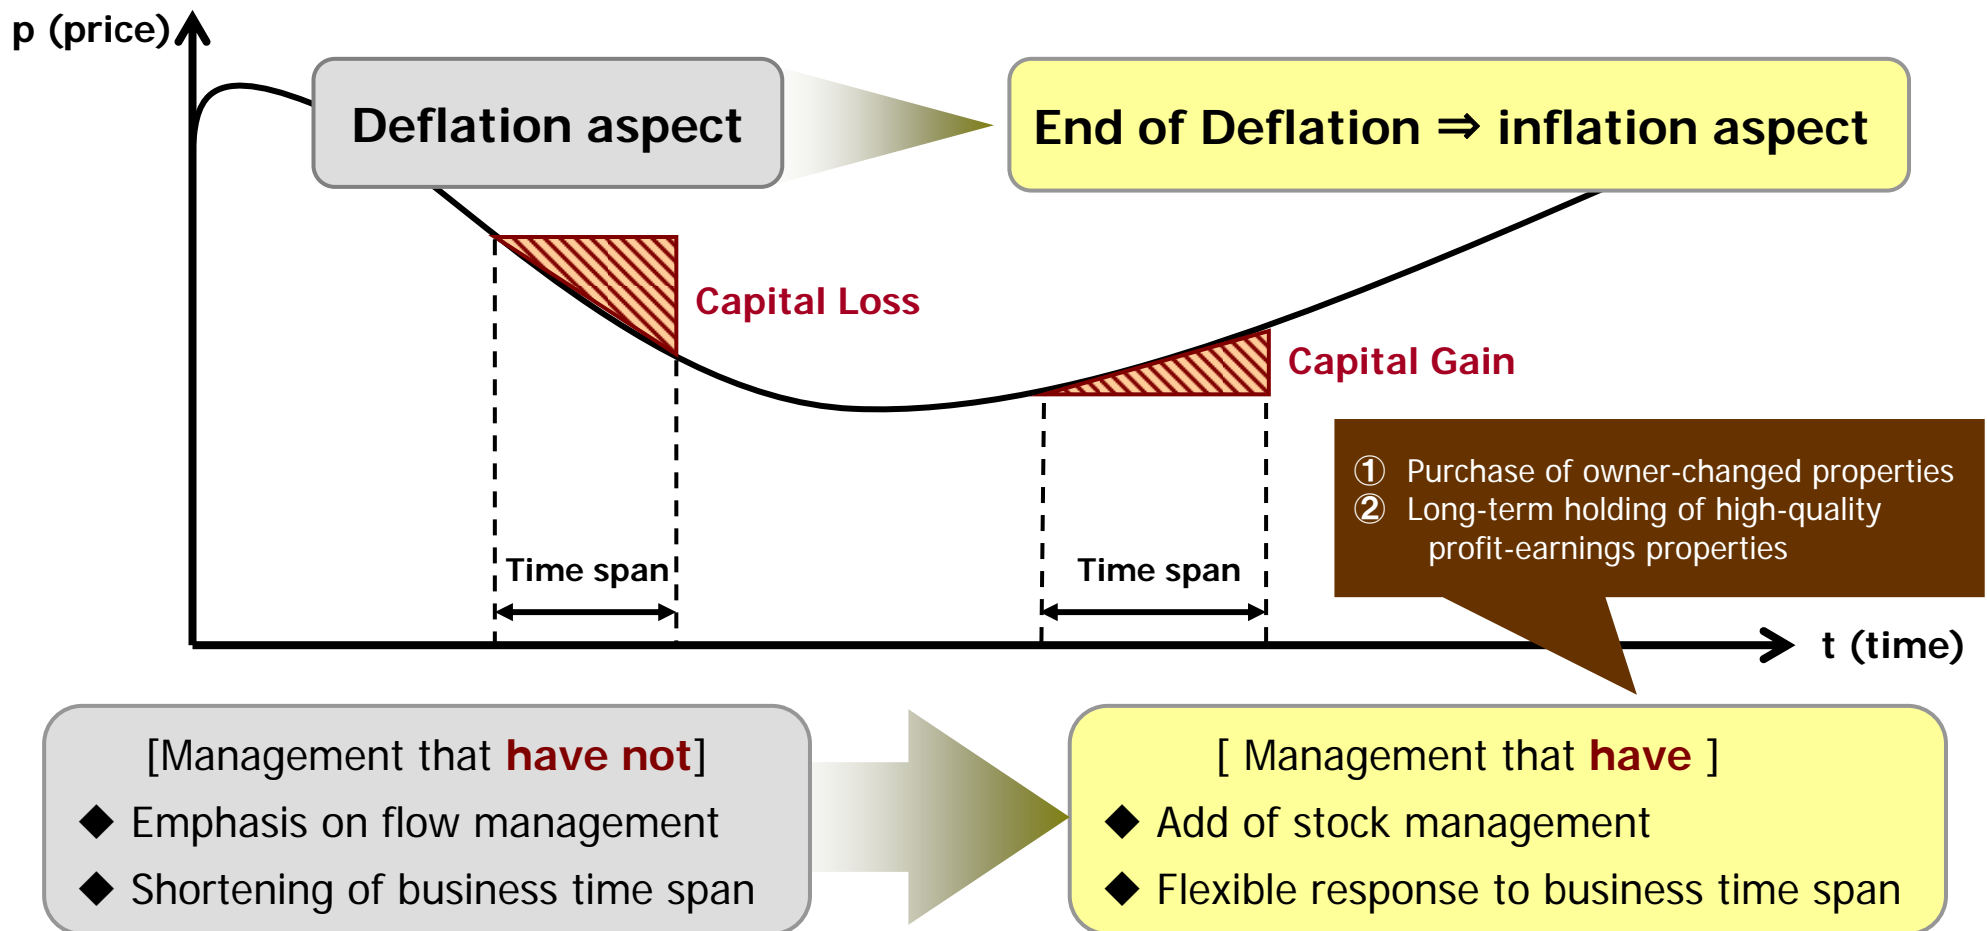 p (price)
Deflation aspect
End of Deflation ⇒ inflation aspect
Capital Loss
Capital Gain
① Purchase of owner-changed properties
② Long-term holding of high-quality
profit-earnings properties
Time span
Time span
t (time)
[Management that have not]
◆ Emphasis on flow management
◆ Shortening of business time span
[ Management that have ]
◆ Add of stock management
◆ Flexible response to business time span